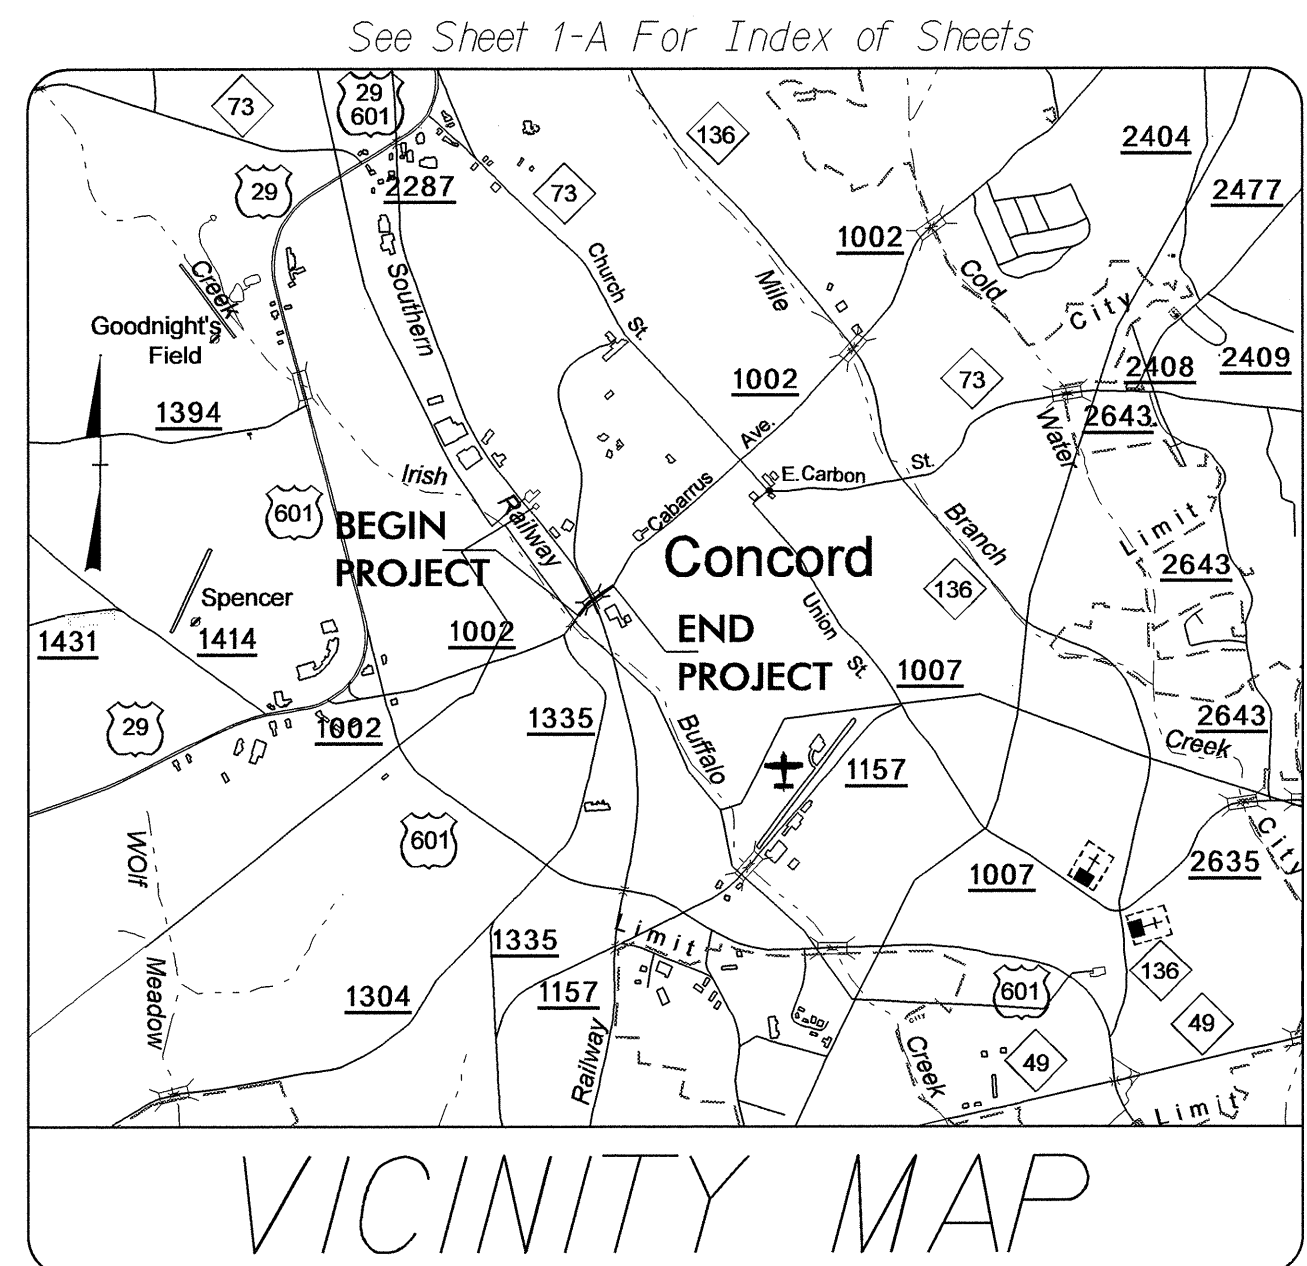 See Sheet 1-A For Index of Sheets
73
29
601
136
2404
29
2287
73
2477
1002
Church
St.
Mile
Cold
Creek
Southern
City
Goodnight's
Field
1394
1002
73
2408
2409
2643
Ave.
Water
Irish
E. Carbon
St.
Cabarrus
601
BEGIN
PROJECT
Railway
Concord
Branch
Limit
2643
136
Spencer
1414
1431
1002
END
PROJECT
Union
St.
1007
29
1002
1335
Buffalo
1157
2643
Creek
601
Wolf
City
1007
2635
Limit
1335
Meadow
1304
1157
601
136
49
City
Railway
Creek
49
Limit
VICINITY MAP